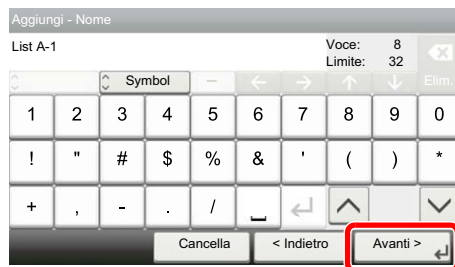 Aggiungi - Nome
List A-1 Voce: 8
Limite: 32
Symbol Elim.
1 2 3 4 5 6 7 8 9 0
! " # $ % & ' ( ) *
+ , - . / _
Cancella < Indietro Avanti >